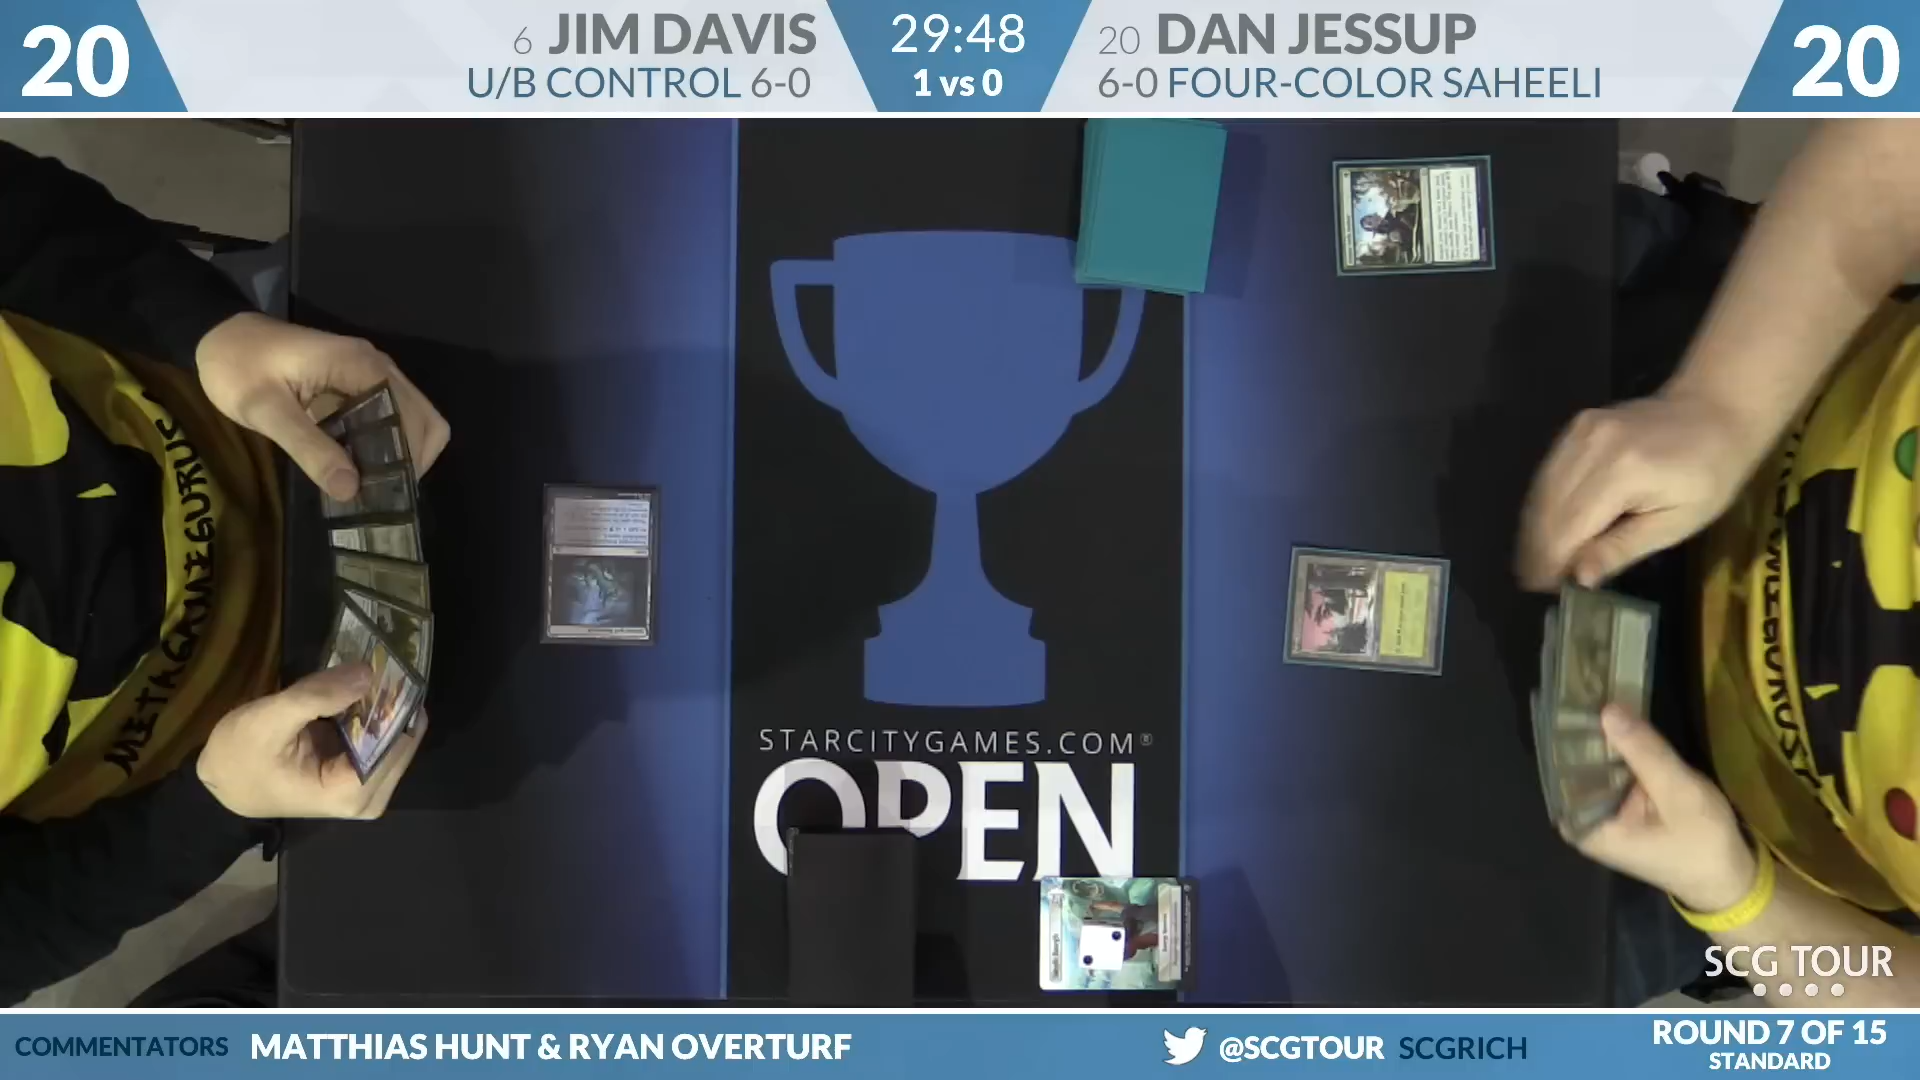 20
6 JIM DAVIS
U/B CONTROL 6-0
29:48
1 vs 0
20 DAN JESSUP
6-0 FOUR-COLOR SAHEELI
20
METAGAMEGURUS
STARCITYGAMES.COM®
OPEN
SCG TOUR
COMMENTATORS MATTHIAS HUNT & RYAN OVERTURF
@SCGTOUR SCGRICH
ROUND 7 OF 15
STANDARD